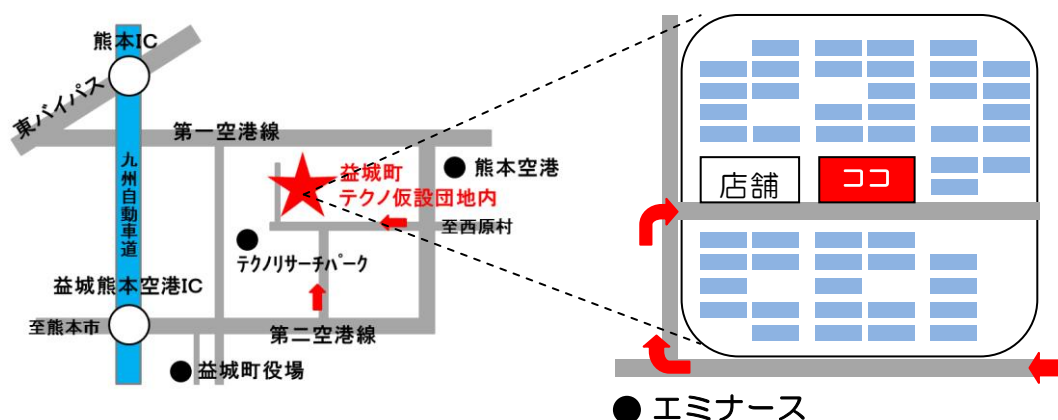 熊本IC
東バイパス
第一空港線
九州自動車道
益城町
テクノ仮設団地内
熊本空港
至西原村
テクノリサーチパーク
益城熊本空港IC
至熊本市
第二空港線
益城町役場
店舗
ココ
エミナース